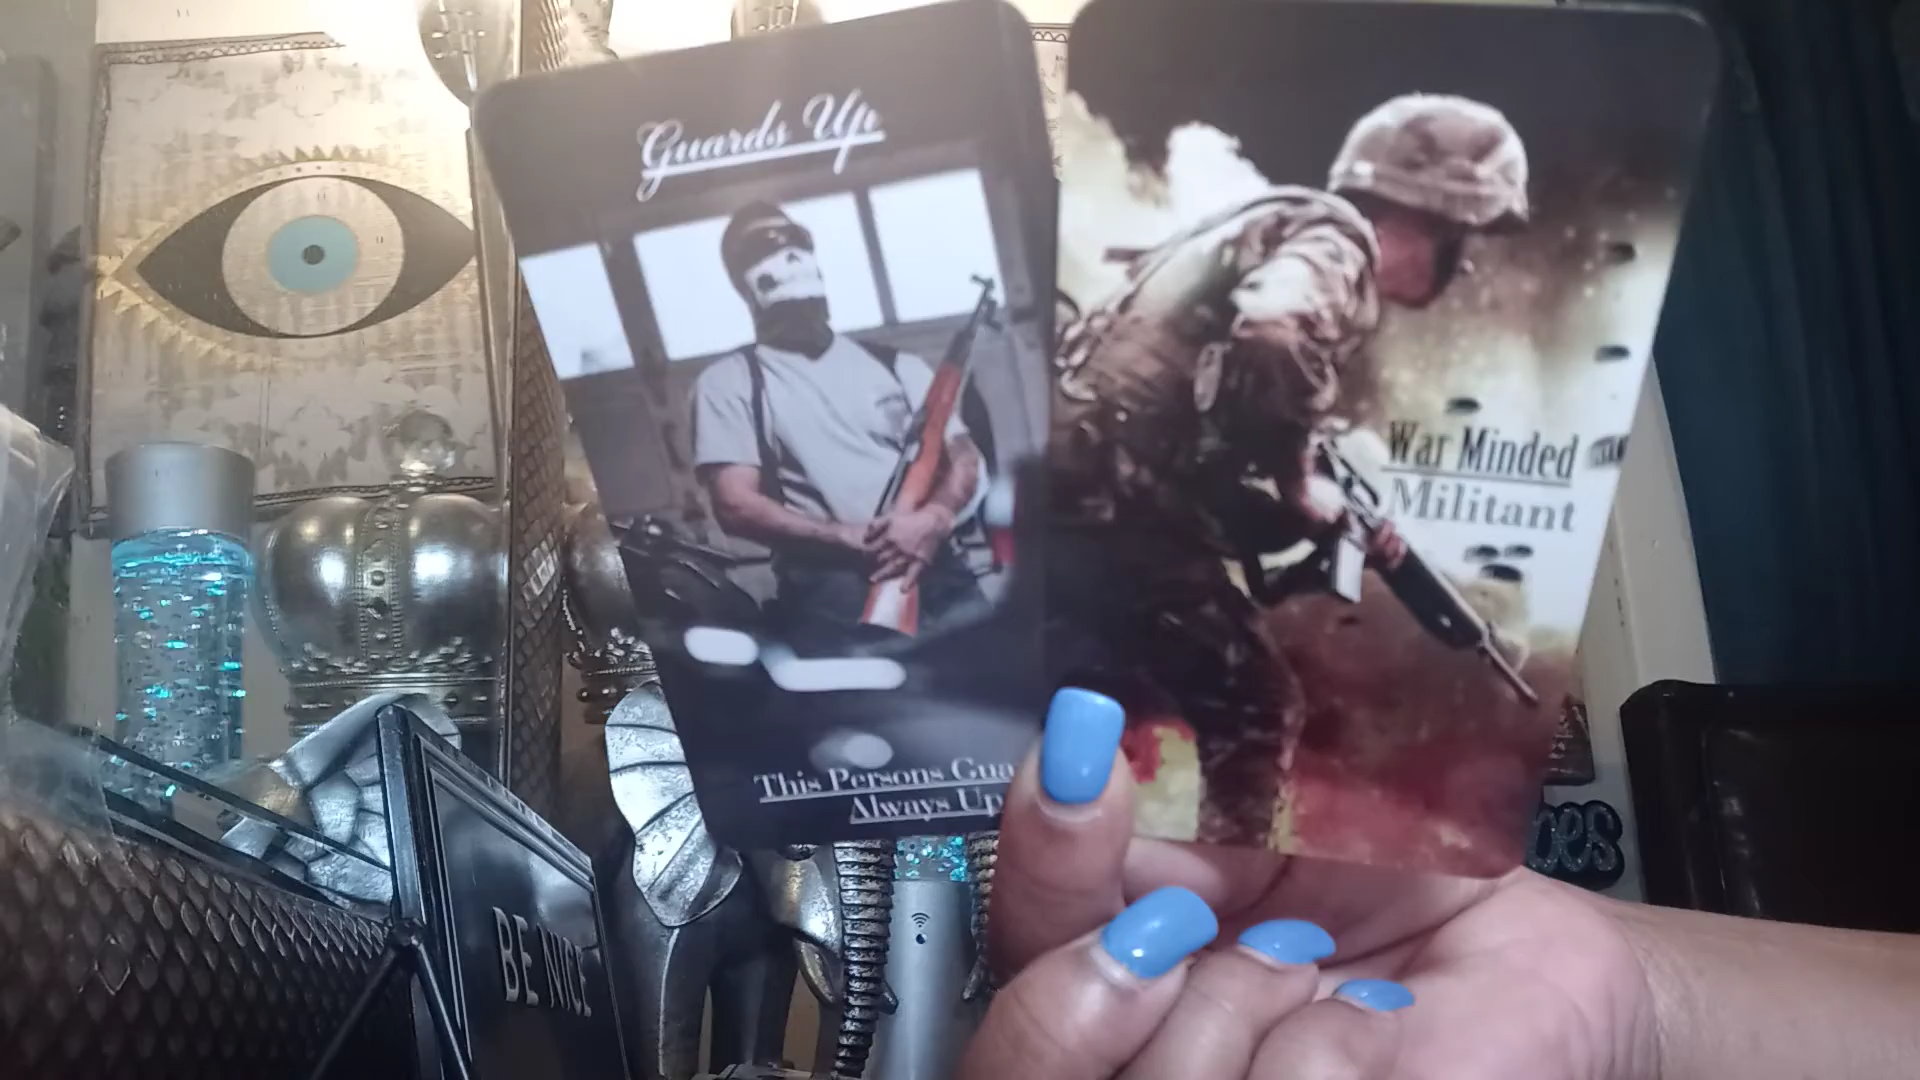 Guards Up
This Persons
Always Up
War Minded
Militant
BE NICE